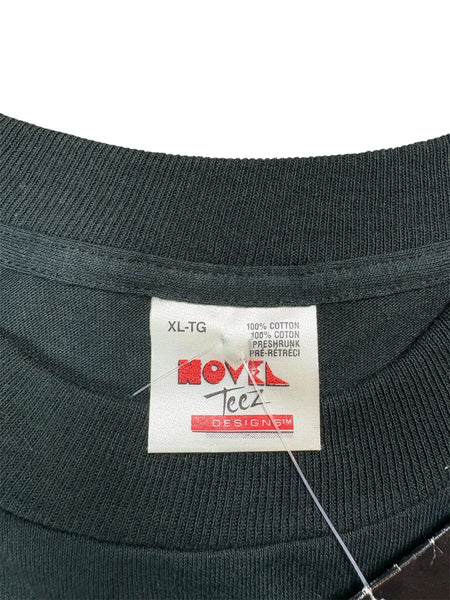 XL-TG
100% COTTON
100% COTON
PRESHRUNK
PRÉ-RÉTRÉCI
NOVEL
Teez
DESIGNS™